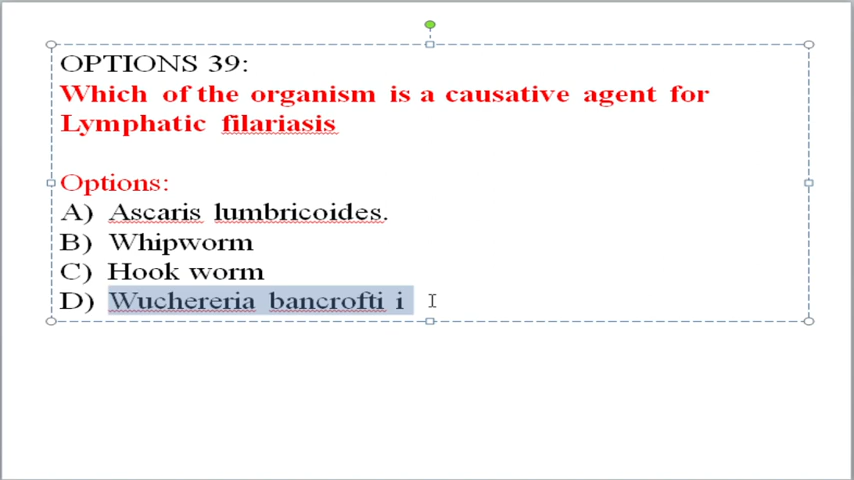 OPTIONS 39:
Which of the organism is a causative agent for
Lymphatic filariasis
Options:
A) Ascaris lumbricoides.
B) Whipworm
C) Hook worm
D) Wuchereria bancrofti i